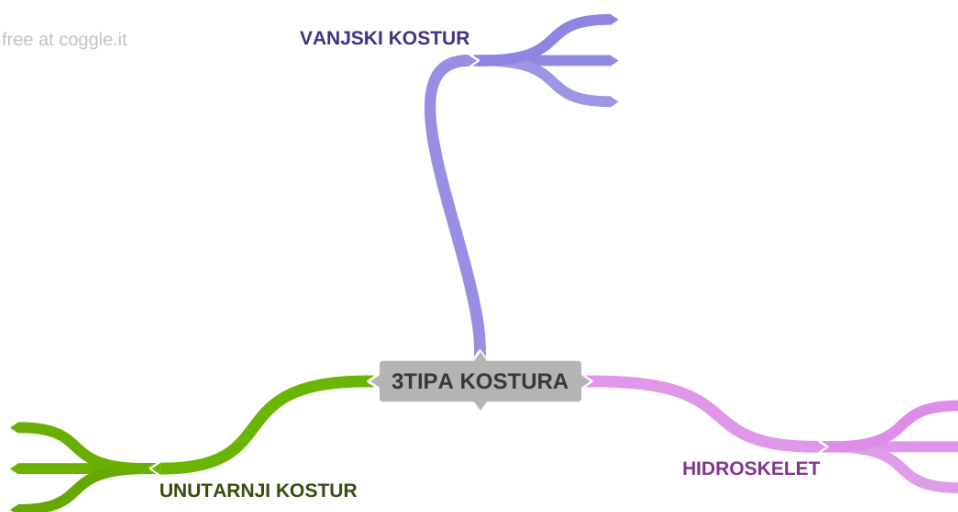 free at coggle.it
VANJSKI KOSTUR
3TIPA KOSTURA
HIDROSKELET
UNUTARNJI KOSTUR